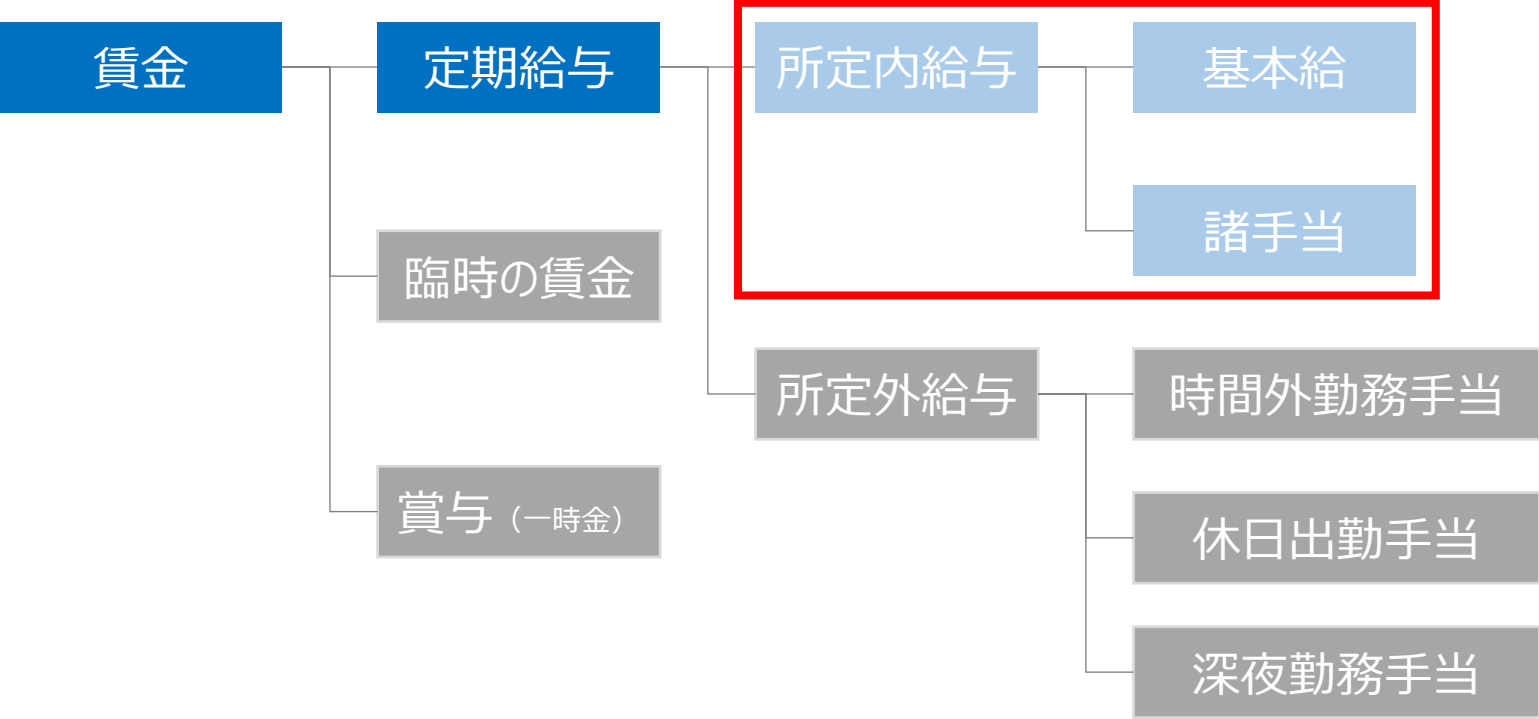 賃金
定期給与
所定内給与
基本給
諸手当
臨時の賃金
所定外給与
時間外勤務手当
賞与（一時金）
休日出勤手当
深夜勤務手当